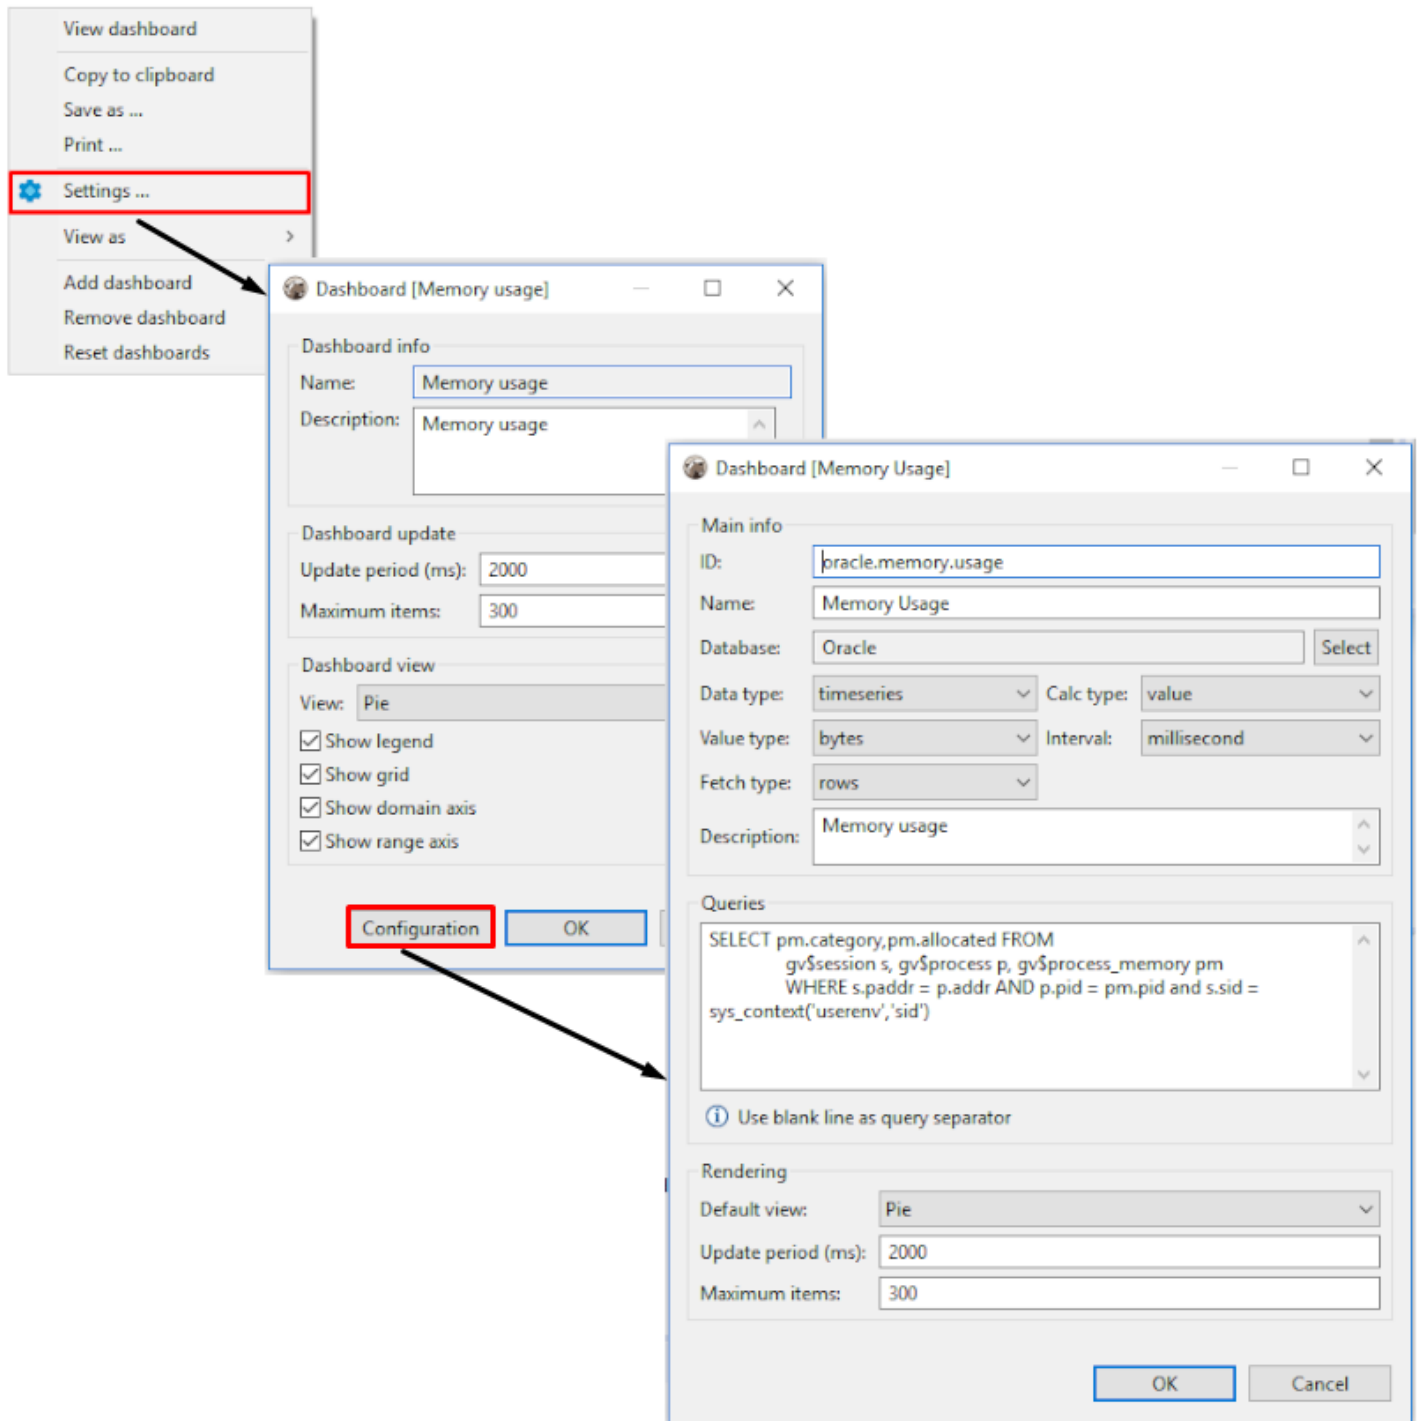 View dashboard
Copy to clipboard
Save as ...
Print ...
Settings ...
View as
Add dashboard
Remove dashboard
Reset dashboards
Dashboard [Memory usage]
Dashboard info
Name: Memory usage
Description: Memory usage
Dashboard update
Update period (ms): 2000
Maximum items: 300
Dashboard view
View: Pie
Show legend
Show grid
Show domain axis
Show range axis
Configuration OK
Dashboard [Memory Usage]
Main info
ID: oracle.memory.usage
Name: Memory Usage
Database: Oracle Select
Data type: timeseries Calc type: value
Value type: bytes Interval: millisecond
Fetch type: rows
Description: Memory usage
Queries
SELECT pm.category,pm.allocated FROM
gv$session s, gv$process p, gv$process_memory pm
WHERE s.paddr = p.addr AND p.pid = pm.pid and s.sid =
sys_context('userenv','sid')
Use blank line as query separator
Rendering
Default view: Pie
Update period (ms): 2000
Maximum items: 300
OK Cancel